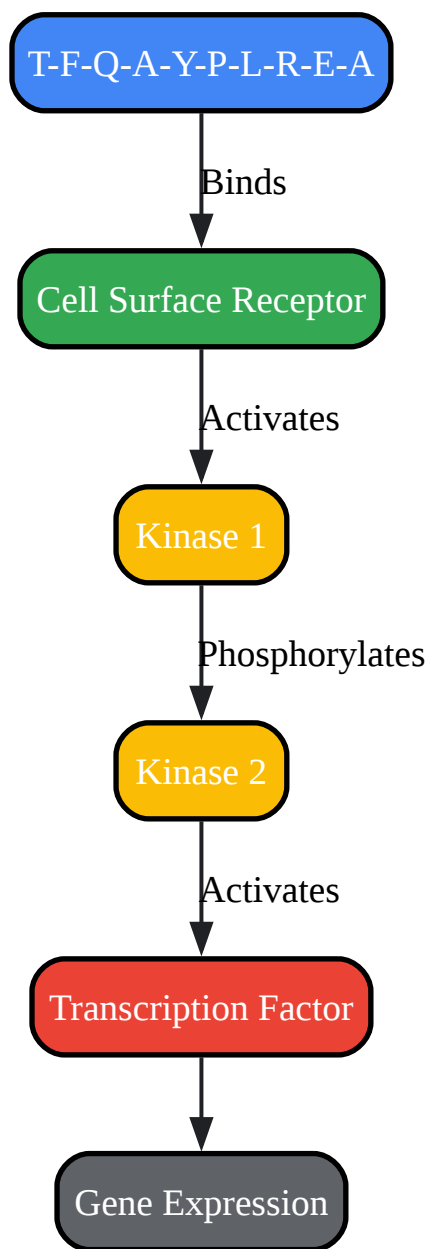 T-F-Q-A-Y-P-L-R-E-A
Binds
Cell Surface Receptor
Activates
Kinase 1
Phosphorylates
Kinase 2
Activates
Transcription Factor
Gene Expression